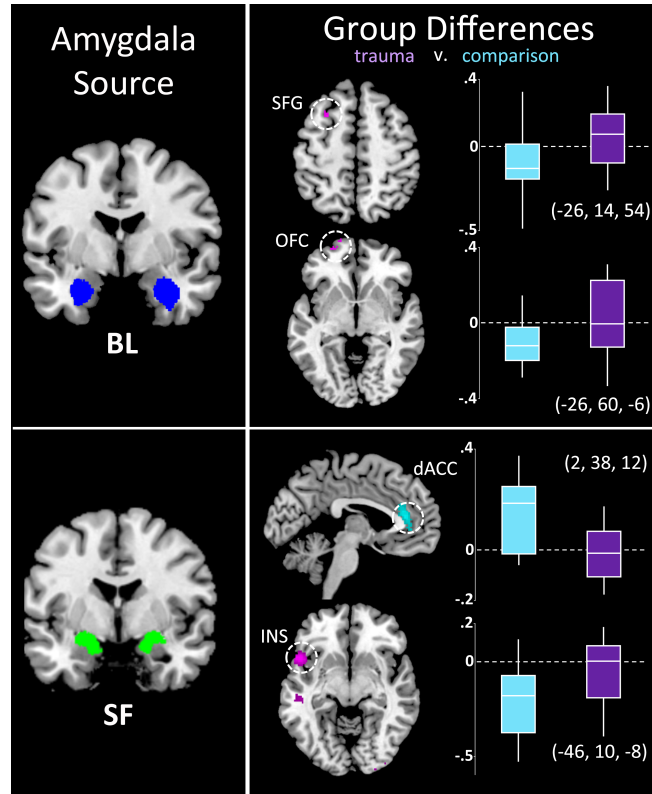 Amygdala
Source
BL
SF
Group Differences
trauma v. comparison
SFG
.4
0
-.5
(-26, 14, 54)
OFC
.4
0
-.4
(-26, 60, -6)
dACC
.4
0
-.2
(2, 38, 12)
INS
.4
0
-.5
(-46, 10, -8)